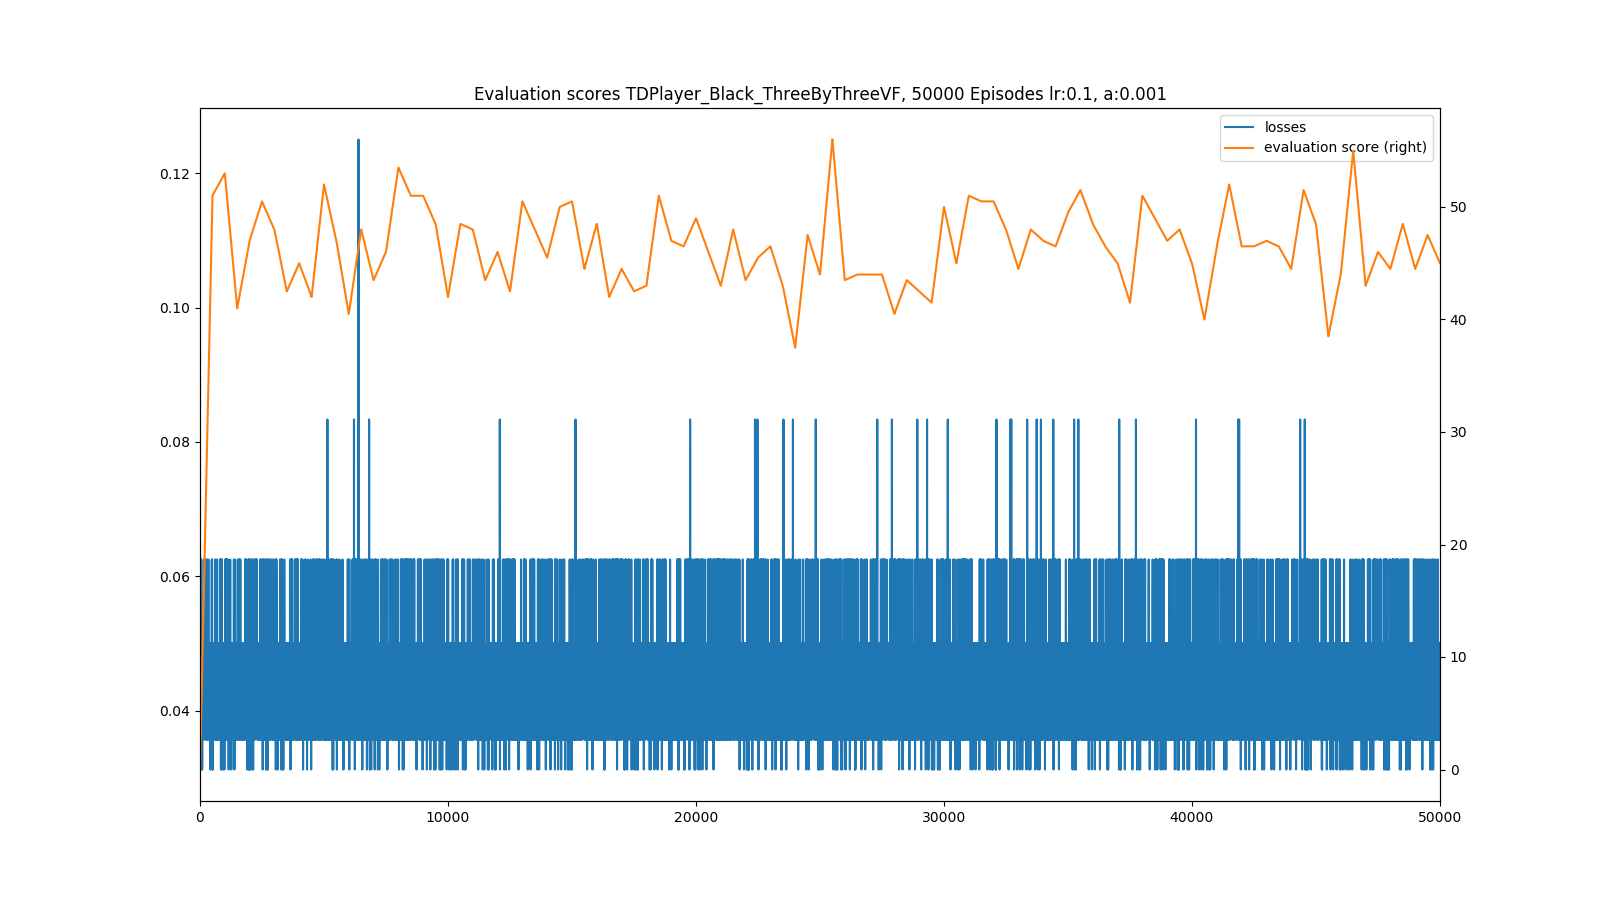 Evaluation scores TDPlayer_Black_ThreeByThreeVF, 50000 Episodes lr:0.1, a:0.001
losses
evaluation score (right)
0.12
0.10
0.08
0.06
0.04
50
40
30
20
10
0
0 10000 20000 30000 40000 50000